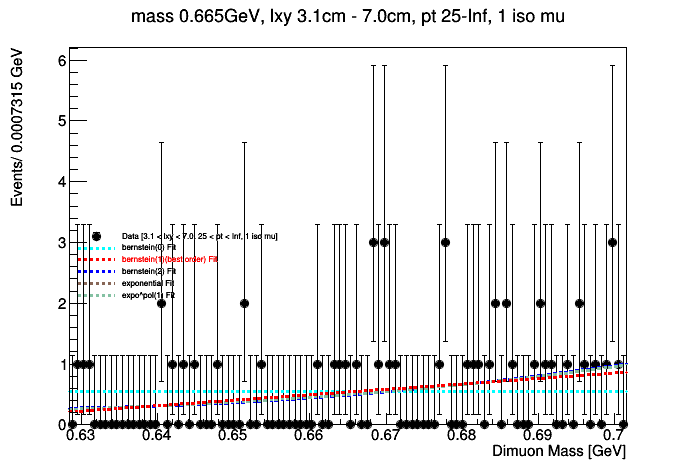 mass 0.665GeV, lxy 3.1cm - 7.0cm, pt 25-Inf, 1 iso mu
Events/ 0.0007315 GeV
6
5
4
3
2
1
0
Data [3.1 < lxy < 7.0, 25 < pt < Inf, 1 iso mu]
bernstein(0) Fit
bernstein(1)(best order) Fit
bernstein(2) Fit
exponential Fit
expo*pol(1) Fit
0.63 0.64 0.65 0.66 0.67 0.68 0.69 0.7
Dimuon Mass [GeV]